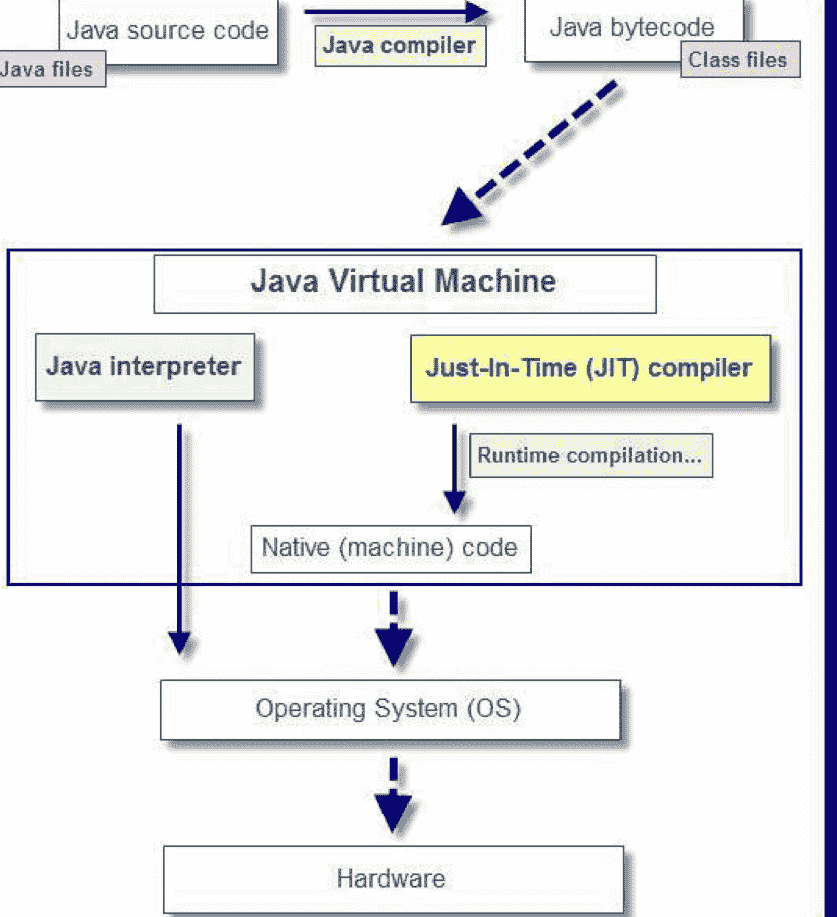 Java source code
Java files
Java compiler
Java bytecode
Class files
Java Virtual Machine
Java interpreter
Just-In-Time (JIT) compiler
Runtime compilation...
Native (machine) code
Operating System (OS)
Hardware